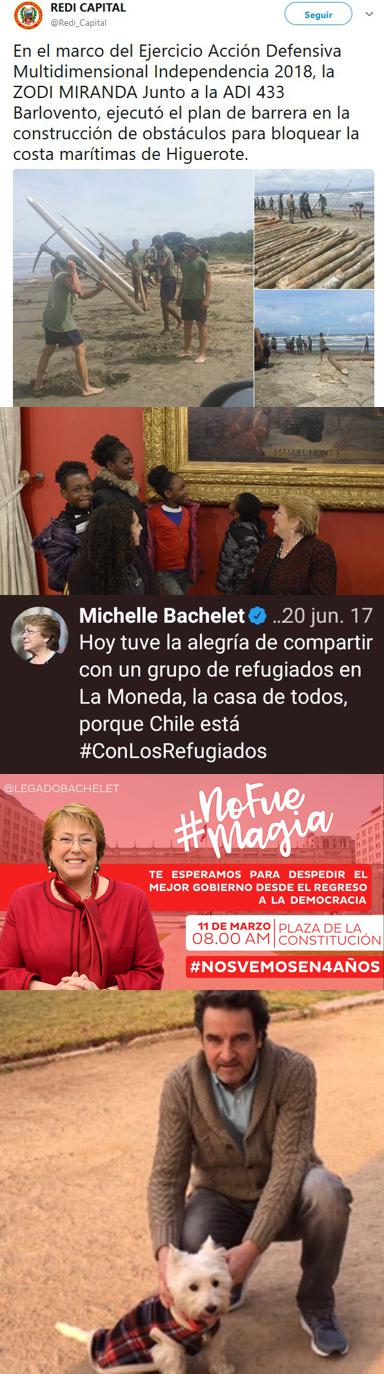 REDI CAPITAL
@Redi_Capital
Seguir
En el marco del Ejercicio Acción Defensiva
Multidimensional Independencia 2018, la
ZODI MIRANDA Junto a la ADI 433
Barlovento, ejecutó el plan de barrera en la
construcción de obstáculos para bloquear la
costa marítimas de Higuerote.
MANUEL MONTT
Michelle Bachelet ..20 jun. 17
Hoy tuve la alegría de compartir
con un grupo de refugiados en
La Moneda, la casa de todos,
porque Chile está
#ConLosRefugiados
@LEGADOBACHELET
#NoFue
Magia
TE ESPERAMOS PARA DESPEDIR EL
MEJOR GOBIERNO DESDE EL REGRESO
A LA DEMOCRACIA
11 DE MARZO
08.00 AM
PLAZA DE LA
CONSTITUCIÓN
#NOSVEMOSEN4AÑOS